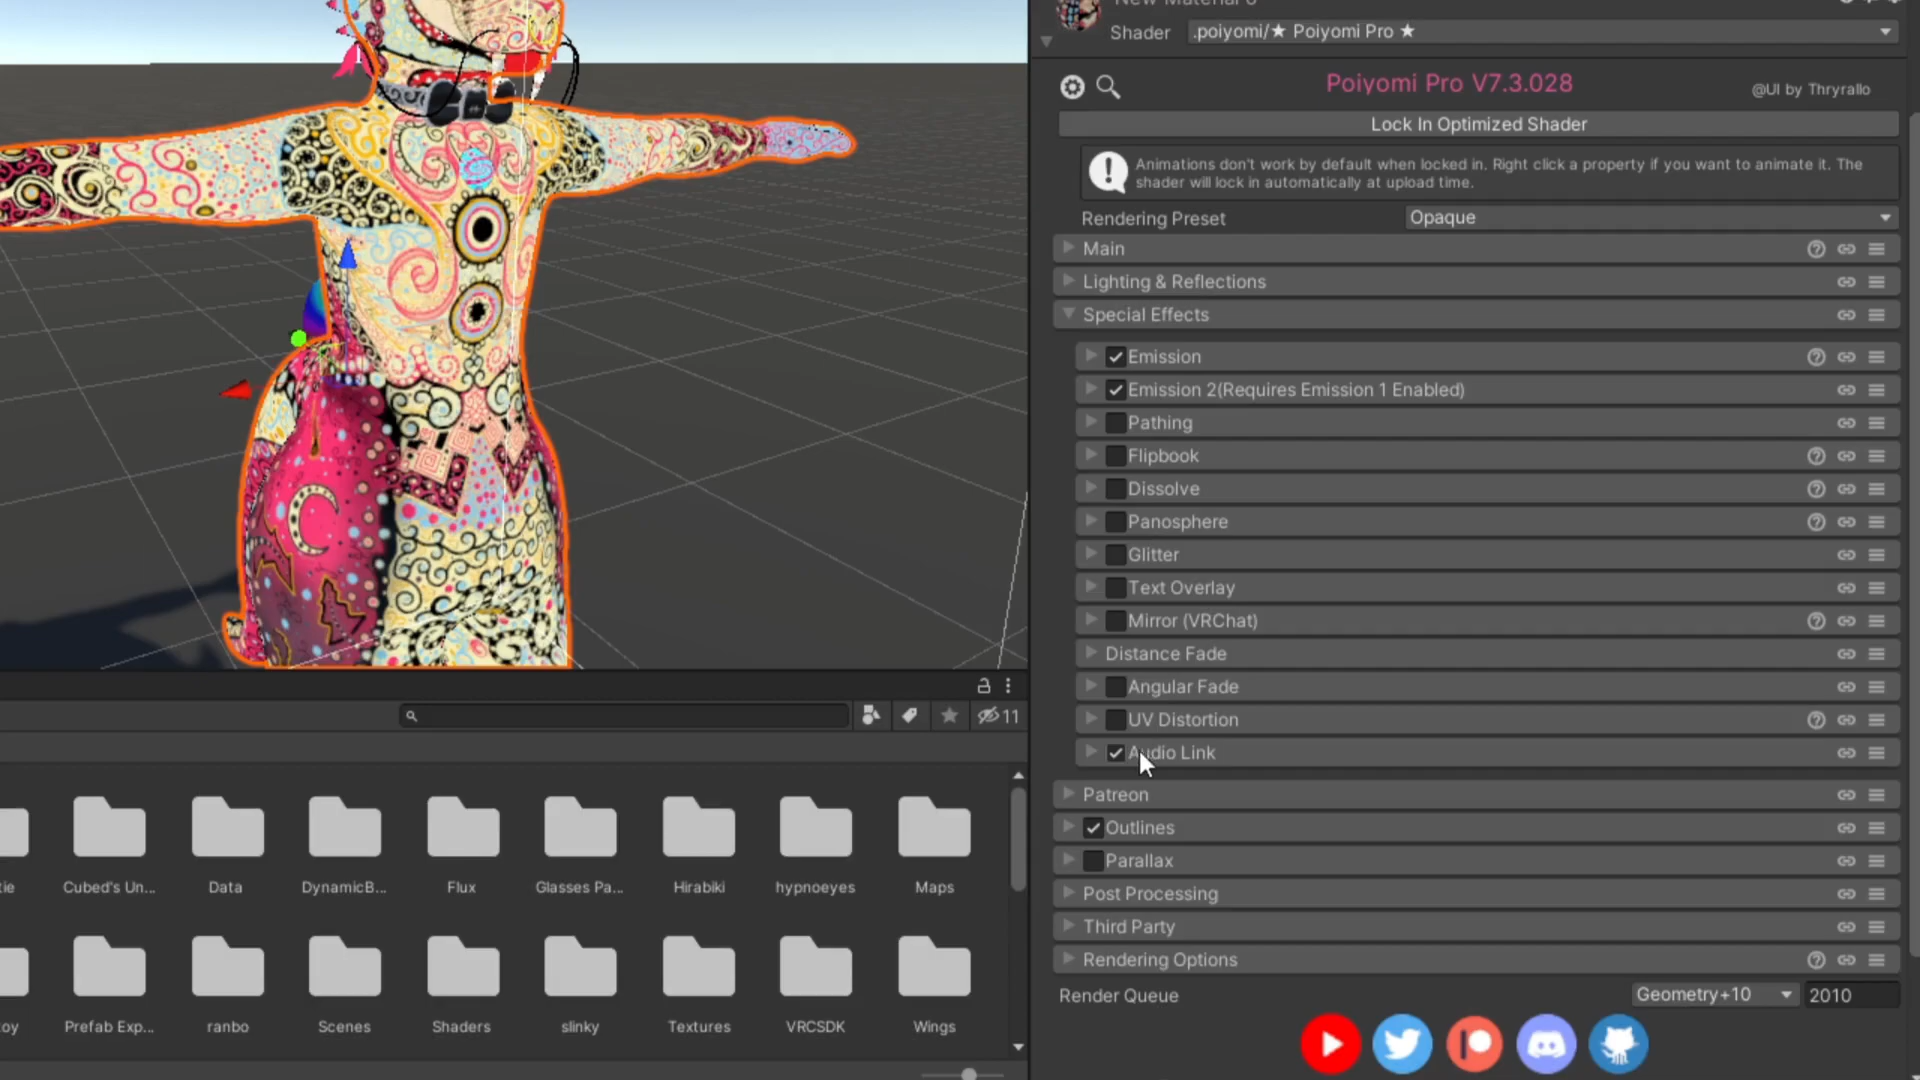 Shader
.poiyomi/★ Poiyomi Pro ★
Poiyomi Pro V7.3.028
@UI by Thryrallo
Lock In Optimized Shader
Animations don't work by default when locked in. Right click a property if you want to animate it. The
shader will lock in automatically at upload time.
Rendering Preset
Opaque
Main
Lighting & Reflections
Special Effects
Emission
Emission 2(Requires Emission 1 Enabled)
Pathing
Flipbook
Dissolve
Panosphere
Glitter
Text Overlay
Mirror (VRChat)
Distance Fade
Angular Fade
UV Distortion
Audio Link
Patreon
Outlines
Parallax
Post Processing
Third Party
Rendering Options
Render Queue
Geometry+10
2010
11
Cubed's Un...
Data
DynamicB...
Flux
Glasses Pa...
Hirabiki
hypnoeyes
Maps
Prefab Exp...
ranbo
Scenes
Shaders
slinky
Textures
VRCSDK
Wings